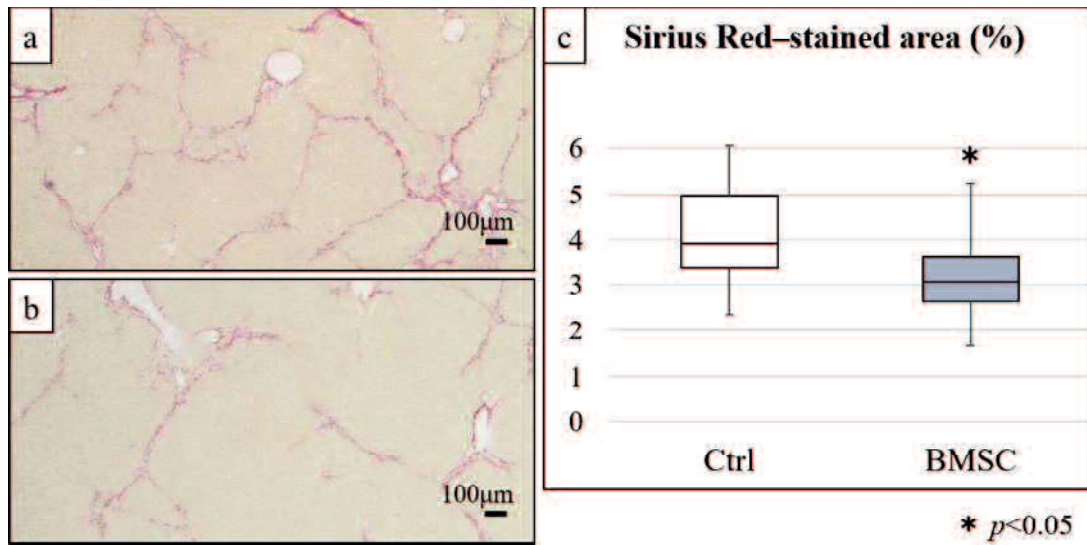 a
100μm
b
100μm
c
Sirius Red–stained area (%)
6
5
4
3
2
1
0
*
Ctrl
BMSC
* p<0.05